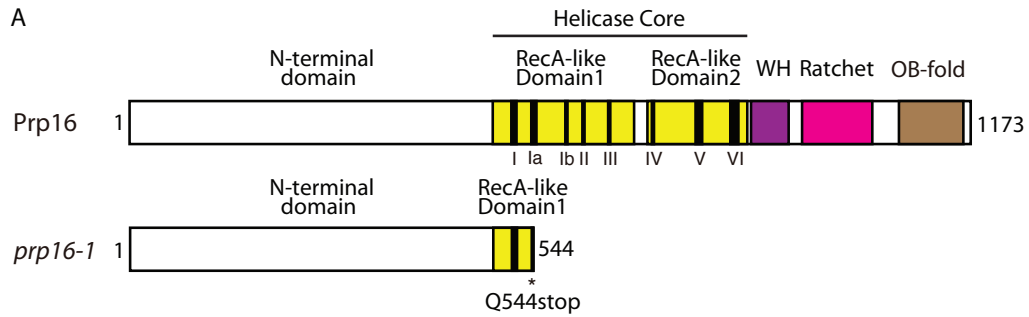 A
Helicase Core
N-terminal
domain
RecA-like
Domain1
RecA-like
Domain2
WH Ratchet OB-fold
Prp16 1 1173
I Ia Ib II III IV V VI
N-terminal
domain
RecA-like
Domain1
prp16-1 1 544
*
Q544stop